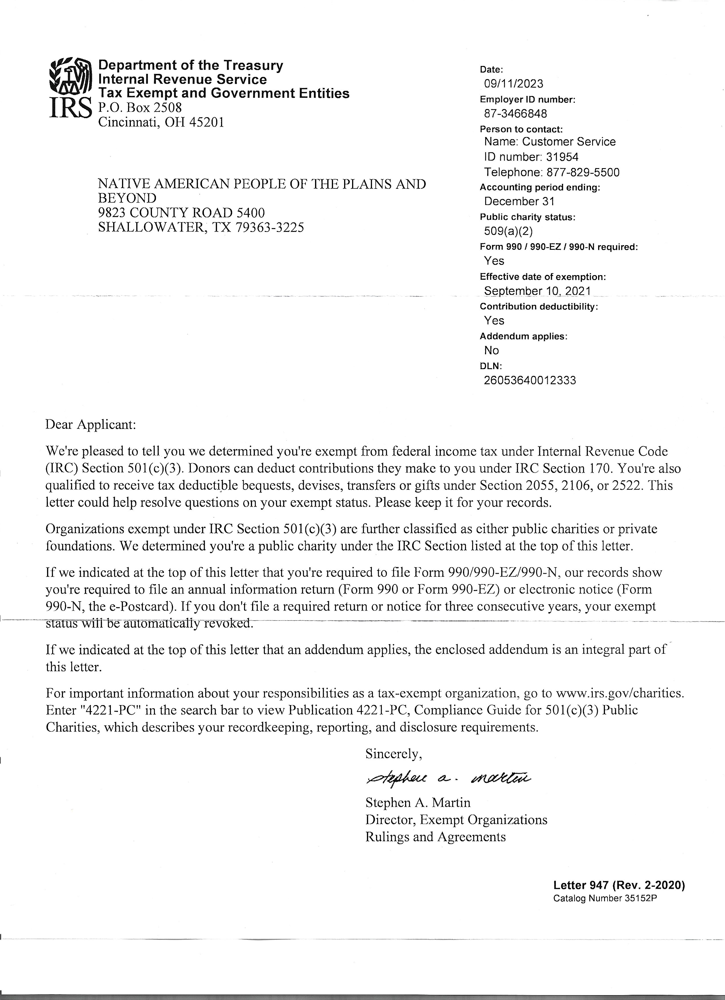 IRS
Department of the Treasury
Internal Revenue Service
Tax Exempt and Government Entities
P.O. Box 2508
Cincinnati, OH 45201
NATIVE AMERICAN PEOPLE OF THE PLAINS AND
BEYOND
9823 COUNTY ROAD 5400
SHALLOWATER, TX 79363-3225
Date:
09/11/2023
Employer ID number:
87-3466848
Person to contact:
Name: Customer Service
ID number: 31954
Telephone: 877-829-5500
Accounting period ending:
December 31
Public charity status:
509(a)(2)
Form 990 / 990-EZ / 990-N required:
Yes
Effective date of exemption:
September 10, 2021
Contribution deductibility:
Yes
Addendum applies:
No
DLN:
26053640012333
Dear Applicant:
We're pleased to tell you we determined you're exempt from federal income tax under Internal Revenue Code
(IRC) Section 501(c)(3). Donors can deduct contributions they make to you under IRC Section 170. You're also
qualified to receive tax deductible bequests, devises, transfers or gifts under Section 2055, 2106, or 2522. This
letter could help resolve questions on your exempt status. Please keep it for your records.
Organizations exempt under IRC Section 501(c)(3) are further classified as either public charities or private
foundations. We determined you're a public charity under the IRC Section listed at the top of this letter.
If we indicated at the top of this letter that you're required to file Form 990/990-EZ/990-N, our records show
you're required to file an annual information return (Form 990 or Form 990-EZ) or electronic notice (Form
990-N, the e-Postcard). If you don't file a required return or notice for three consecutive years, your exempt
status will be automatically revoked.
If we indicated at the top of this letter that an addendum applies, the enclosed addendum is an integral part of
this letter.
For important information about your responsibilities as a tax-exempt organization, go to www.irs.gov/charities.
Enter "4221-PC" in the search bar to view Publication 4221-PC, Compliance Guide for 501(c)(3) Public
Charities, which describes your recordkeeping, reporting, and disclosure requirements.
Sincerely,
stephen a. martin
Stephen A. Martin
Director, Exempt Organizations
Rulings and Agreements
Letter 947 (Rev. 2-2020)
Catalog Number 35152P